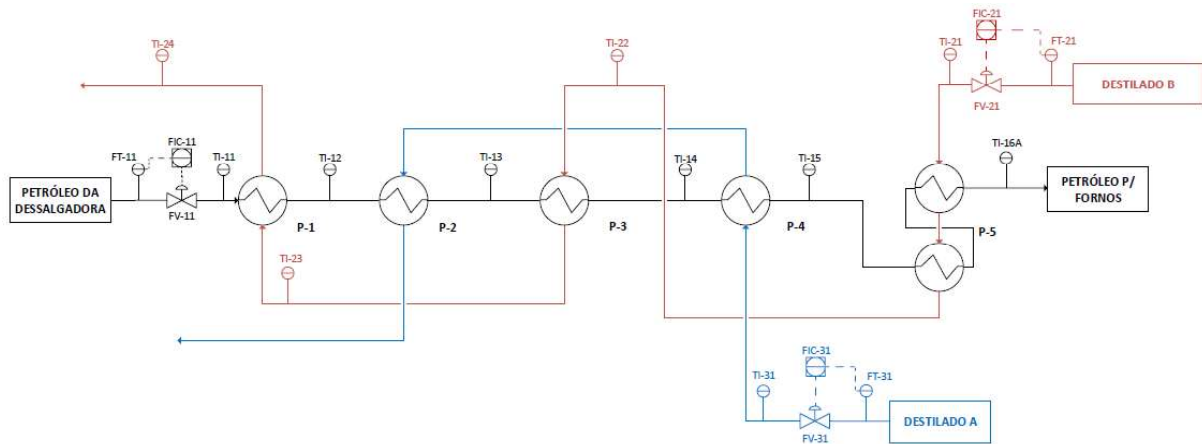 FIC-21
TI-24
TI-22
TI-21
FT-21
DESTILADO B
FV-21
FIC-11
FT-11
TI-11
TI-12
TI-13
TI-14
TI-15
TI-16A
PETRÓLEO DA
DESSALGADORA
PETRÓLEO P/
FORNOS
FV-11
P-1
P-2
P-3
P-4
P-5
TI-23
FIC-31
TI-31
FT-31
DESTILADO A
FV-31